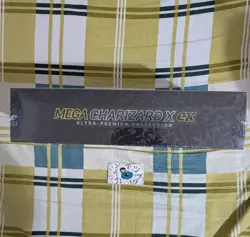 MEGA CHARIZARD X ex
ULTRA-PREMIUM COLLECTION